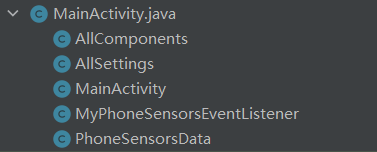 MainActivity.java
AllComponents
AllSettings
MainActivity
MyPhoneSensorsEventListener
PhoneSensorsData